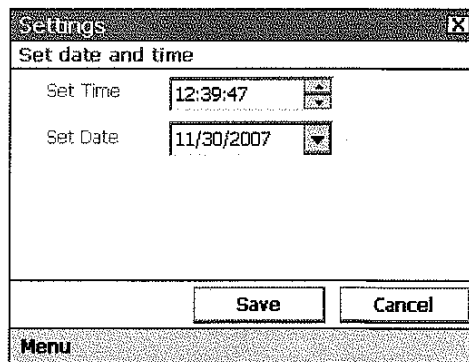 Settings
Set date and time
Set Time 12:39:47
Set Date 11/30/2007
Save Cancel
Menu